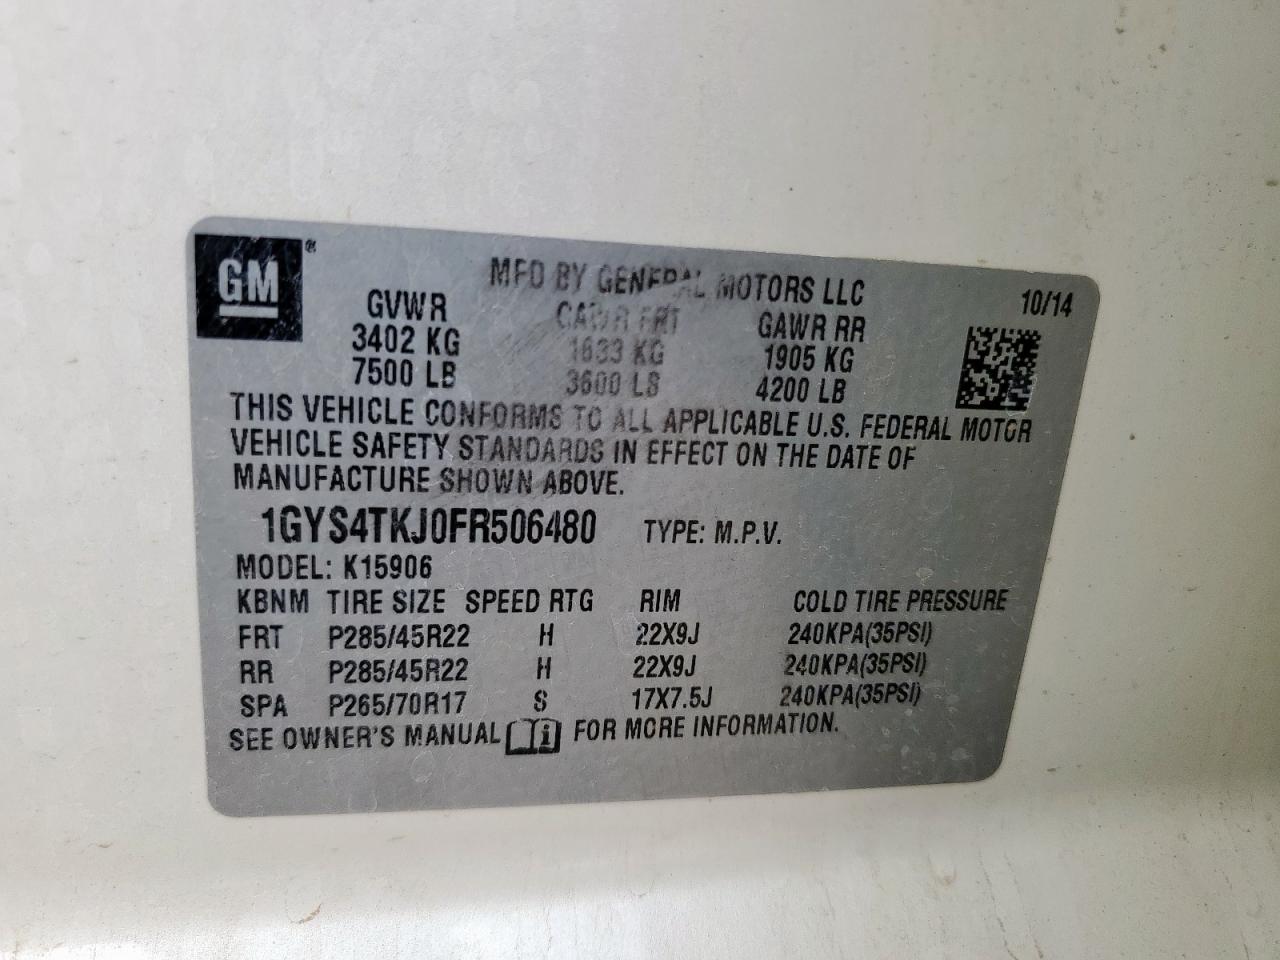 GM ®
MFD BY GENERAL MOTORS LLC 10/14
GVWR GAWR FRT GAWR RR
3402 KG 1633 KG 1905 KG
7500 LB 3600 LB 4200 LB
THIS VEHICLE CONFORMS TO ALL APPLICABLE U.S. FEDERAL MOTOR
VEHICLE SAFETY STANDARDS IN EFFECT ON THE DATE OF
MANUFACTURE SHOWN ABOVE.
1GYS4TKJ0FR506480 TYPE: M.P.V.
MODEL: K15906
KBNM TIRE SIZE SPEED RTG RIM COLD TIRE PRESSURE
FRT P285/45R22 H 22X9J 240KPA(35PSI)
RR P285/45R22 H 22X9J 240KPA(35PSI)
SPA P265/70R17 S 17X7.5J 240KPA(35PSI)
SEE OWNER'S MANUAL i FOR MORE INFORMATION.